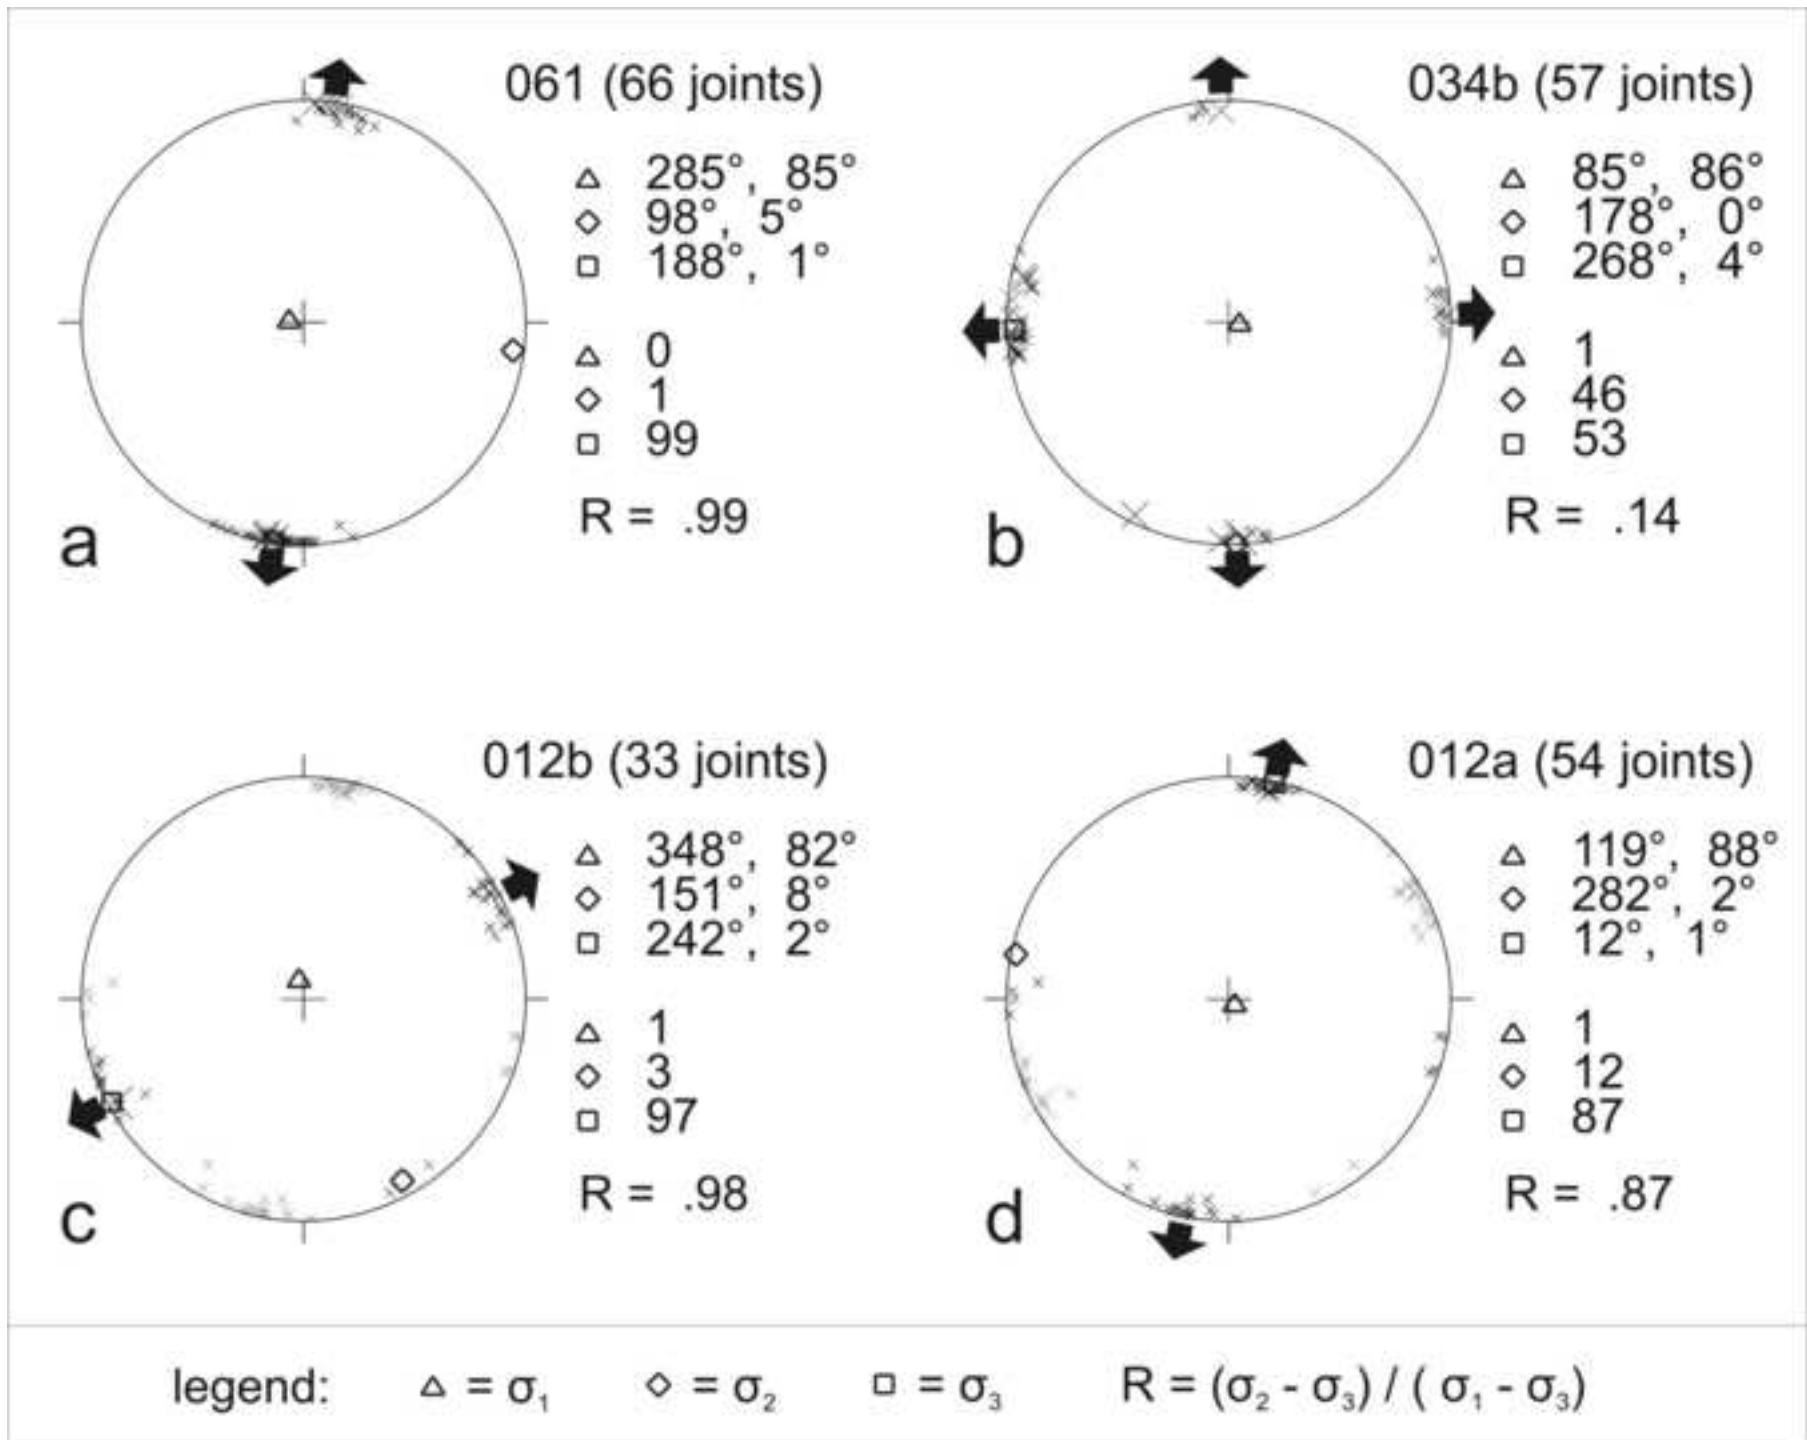 061 (66 joints)
△ 285°, 85°
◇ 98°, 5°
□ 188°, 1°
△ 0
◇ 1
□ 99
R = .99
a
034b (57 joints)
△ 85°, 86°
◇ 178°, 0°
□ 268°, 4°
△ 1
◇ 46
□ 53
R = .14
b
012b (33 joints)
△ 348°, 82°
◇ 151°, 8°
□ 242°, 2°
△ 1
◇ 3
□ 97
R = .98
c
012a (54 joints)
△ 119°, 88°
◇ 282°, 2°
□ 12°, 1°
△ 1
◇ 12
□ 87
R = .87
d
legend: △ = σ₁ ◇ = σ₂ □ = σ₃ R = (σ₂ - σ₃) / ( σ₁ - σ₃)